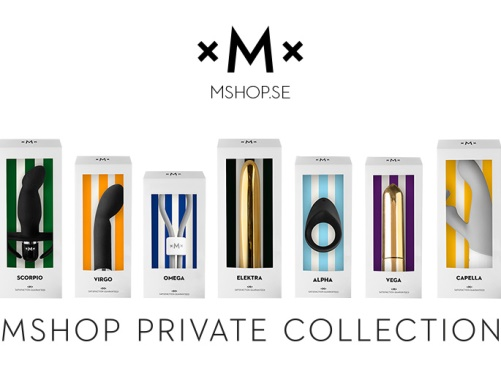 ×M×
MSHOP.SE
SCORPIO
VIRGO
OMEGA
×M×
ELEKTRA
ALPHA
VEGA
CAPELLA
MSHOP PRIVATE COLLECTION